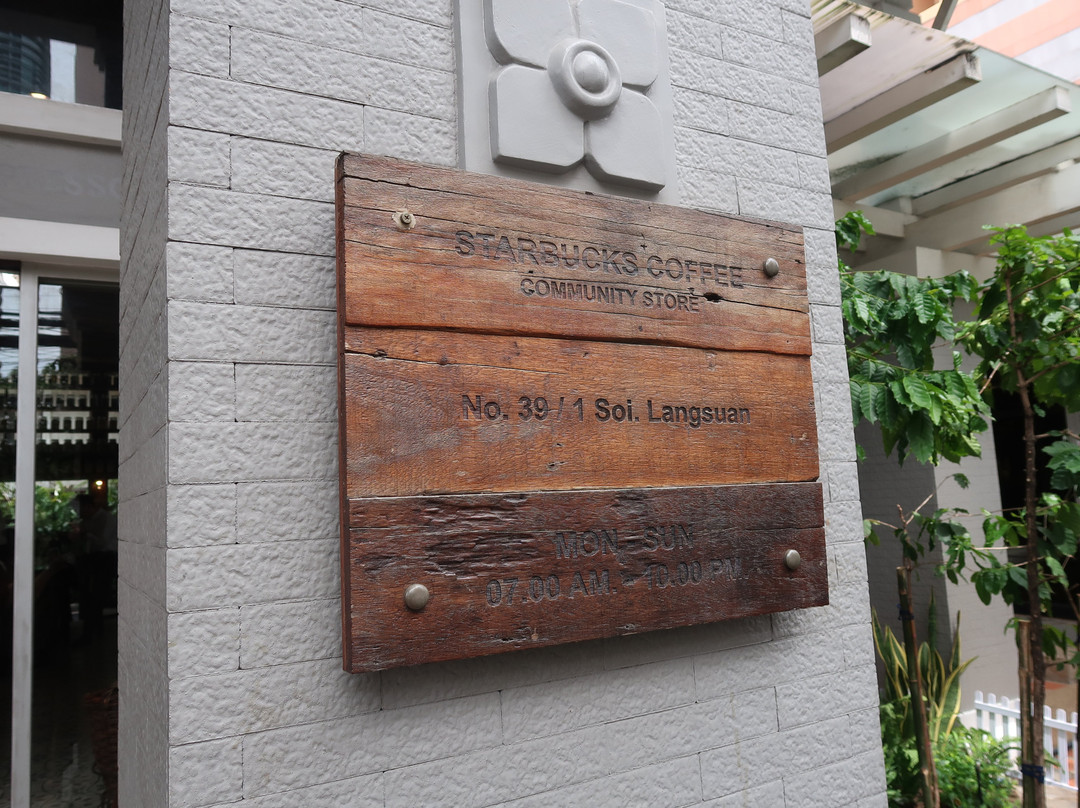 STARBUCKS COFFEE
COMMUNITY STORE
No. 39 / 1 Soi. Langsuan
MON - SUN
07.00 AM. - 10.00 PM.